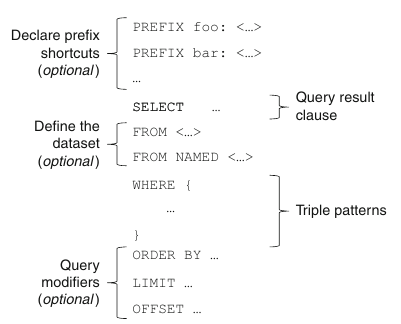 Declare prefix
shortcuts
(optional)
PREFIX foo: <…>
PREFIX bar: <…>
…
SELECT …
Query result
clause
Define the
dataset
(optional)
FROM <…>
FROM NAMED <…>
WHERE {
…
}
Triple patterns
Query
modifiers
(optional)
ORDER BY …
LIMIT …
OFFSET …